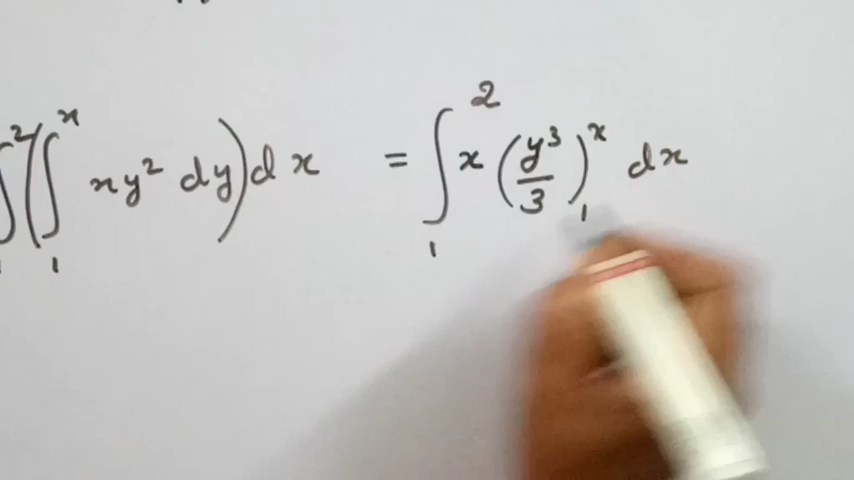 ∫₁² (∫₁ˣ xy² dy) dx = ∫₁² x (y³/3)₁ˣ dx